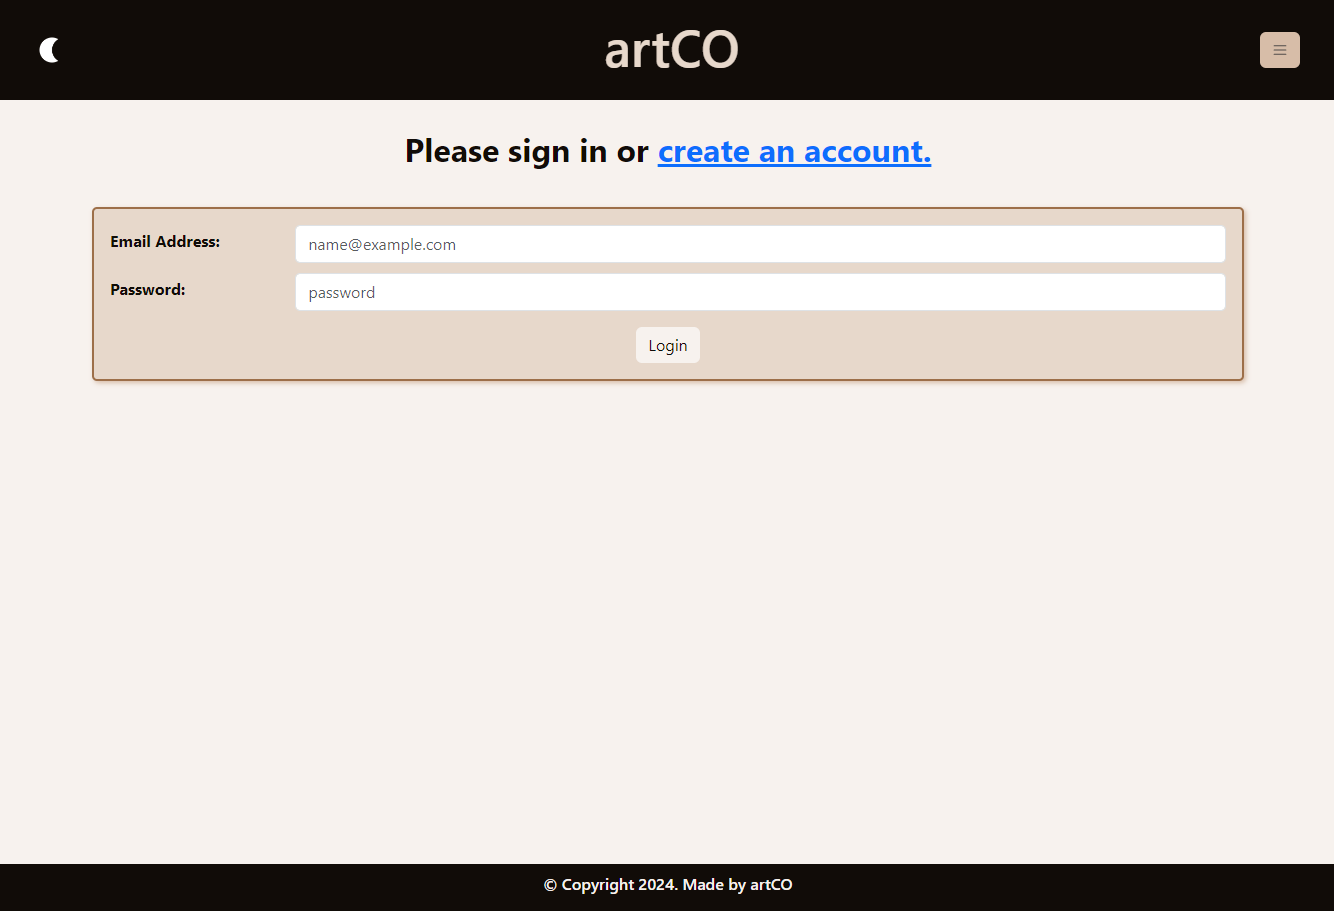 artCO
Please sign in or create an account.
Email Address:
name@example.com
Password:
password
Login
© Copyright 2024. Made by artCO